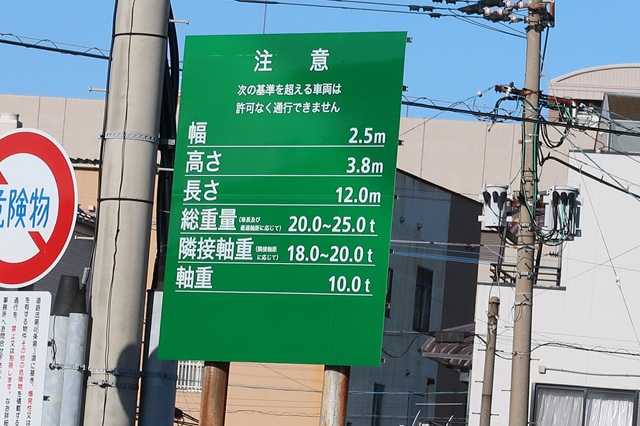 注 意
次の基準を超える車両は
許可なく通行できません
幅 2.5m
高さ 3.8m
長さ 12.0m
総重量(車長及び最遠軸距に応じて) 20.0~25.0 t
隣接軸重(隣接軸距に応じて) 18.0~20.0 t
軸重 10.0 t
危険物